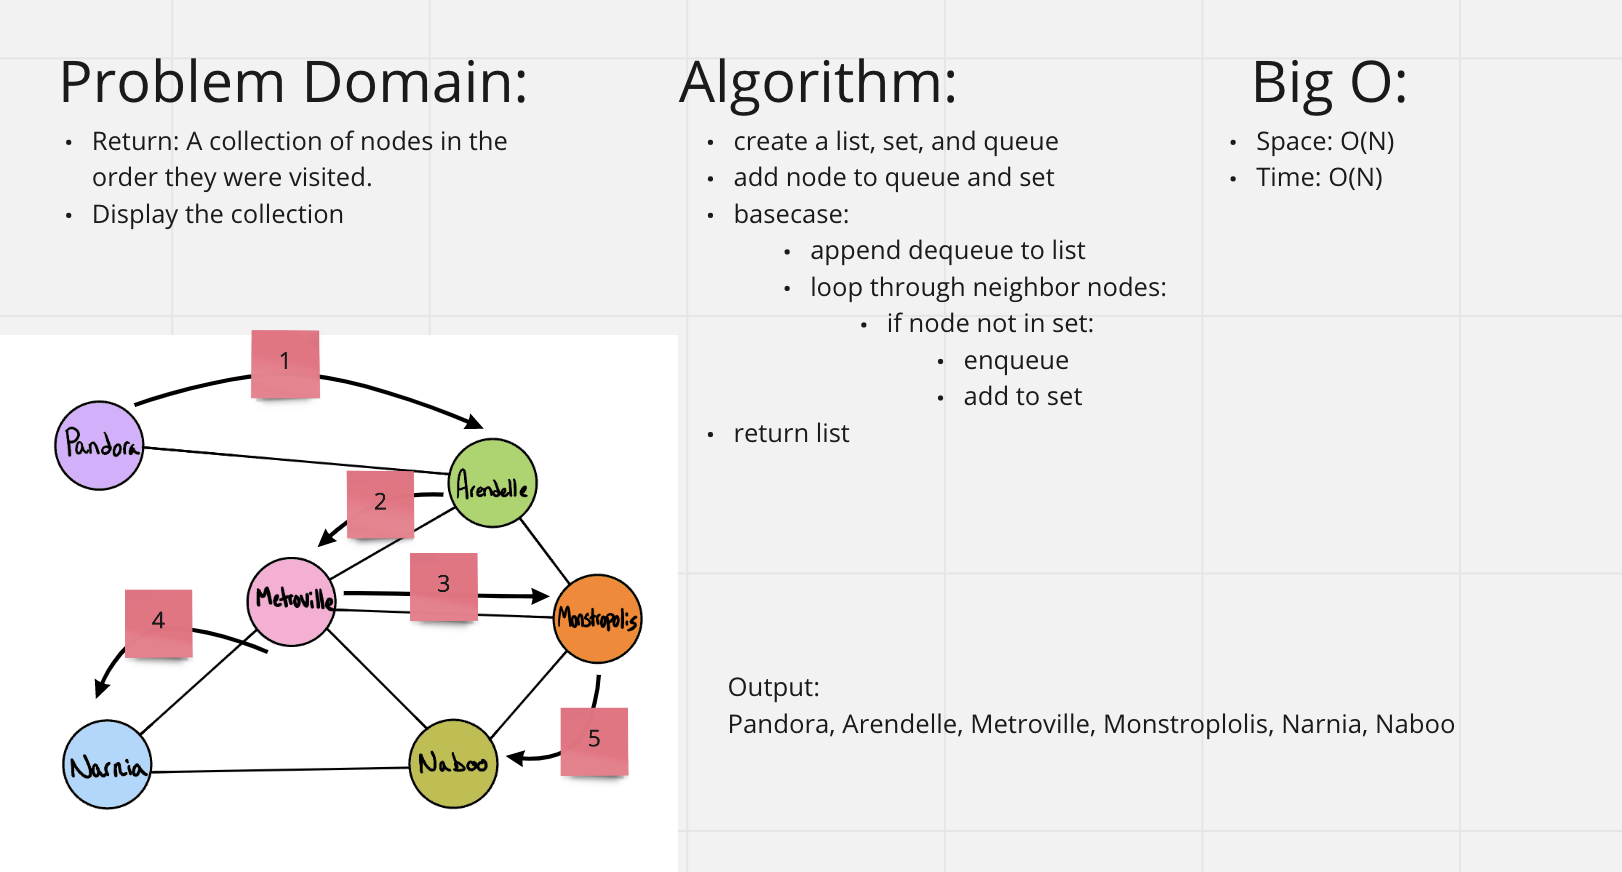 Problem Domain:
• Return: A collection of nodes in the
order they were visited.
• Display the collection
Algorithm:
• create a list, set, and queue
• add node to queue and set
• basecase:
• append dequeue to list
• loop through neighbor nodes:
• if node not in set:
• enqueue
• add to set
• return list
Big O:
• Space: O(N)
• Time: O(N)
1
Pandora
Arendelle
2
3
Metroville
Monstropolis
4
5
Narnia
Naboo
Output:
Pandora, Arendelle, Metroville, Monstroplolis, Narnia, Naboo